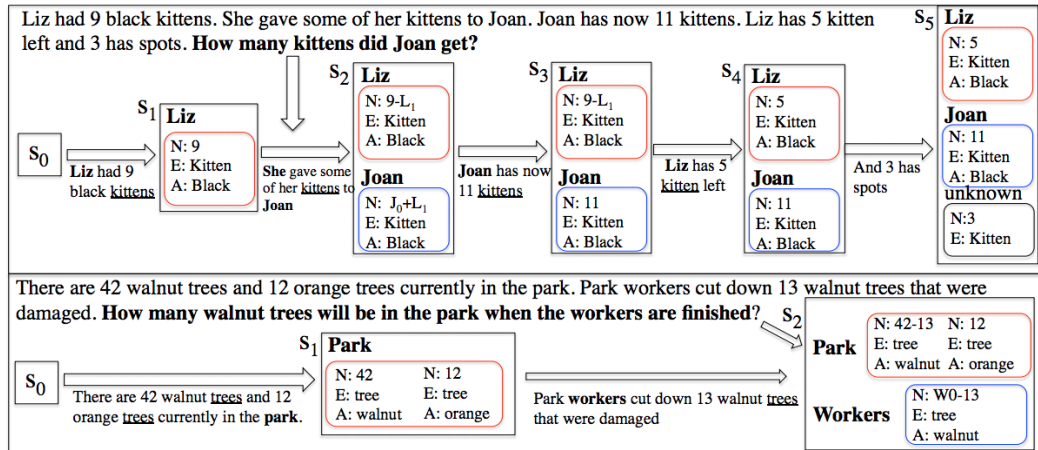 Liz had 9 black kittens. She gave some of her kittens to Joan. Joan has now 11 kittens. Liz has 5 kitten
left and 3 has spots. How many kittens did Joan get?
S0
Liz had 9
black kittens
S1
Liz
N: 9
E: Kitten
A: Black
She gave some
of her kittens to
Joan
S2
Liz
N: 9-L1
E: Kitten
A: Black
Joan
N: J0+L1
E: Kitten
A: Black
Joan has now
11 kittens
S3
Liz
N: 9-L1
E: Kitten
A: Black
Joan
N: 11
E: Kitten
A: Black
Liz has 5
kitten left
S4
Liz
N: 5
E: Kitten
A: Black
Joan
N: 11
E: Kitten
A: Black
And 3 has
spots
S5
Liz
N: 5
E: Kitten
A: Black
Joan
N: 11
E: Kitten
A: Black
unknown
N:3
E: Kitten
There are 42 walnut trees and 12 orange trees currently in the park. Park workers cut down 13 walnut trees that were
damaged. How many walnut trees will be in the park when the workers are finished?
S0
There are 42 walnut trees and 12
orange trees currently in the park.
S1
Park
N: 42 N: 12
E: tree E: tree
A: walnut A: orange
Park workers cut down 13 walnut trees
that were damaged
S2
Park
N: 42-13 N: 12
E: tree E: tree
A: walnut A: orange
Workers
N: W0-13
E: tree
A: walnut